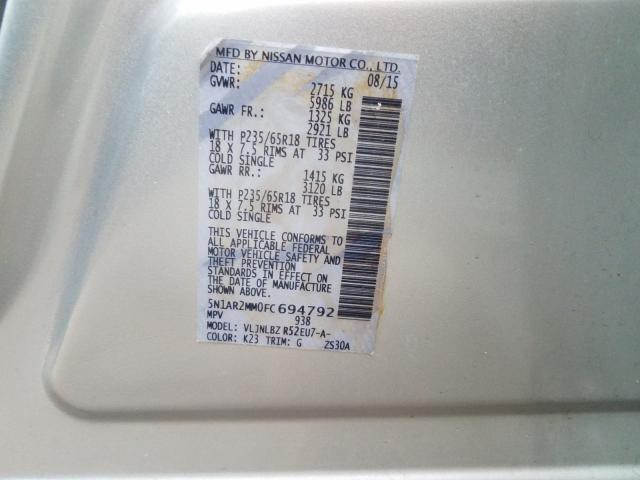 MFD BY NISSAN MOTOR CO., LTD.
DATE: 08/15
GVWR: 2715 KG
5986 LB
GAWR FR.: 1325 KG
2921 LB
WITH P235/65R18 TIRES
18 X 7.5 RIMS AT 33 PSI
COLD SINGLE
GAWR RR.: 1415 KG
3120 LB
WITH P235/65R18 TIRES
18 X 7.5 RIMS AT 33 PSI
COLD SINGLE
THIS VEHICLE CONFORMS TO
ALL APPLICABLE FEDERAL
MOTOR VEHICLE SAFETY AND
THEFT PREVENTION
STANDARDS IN EFFECT ON
THE DATE OF MANUFACTURE
SHOWN ABOVE.
5N1AR2MM0FC694792
MPV 938
MODEL: VLJNLBZ R52EU7-A-
COLOR: K23 TRIM: G ZS30A